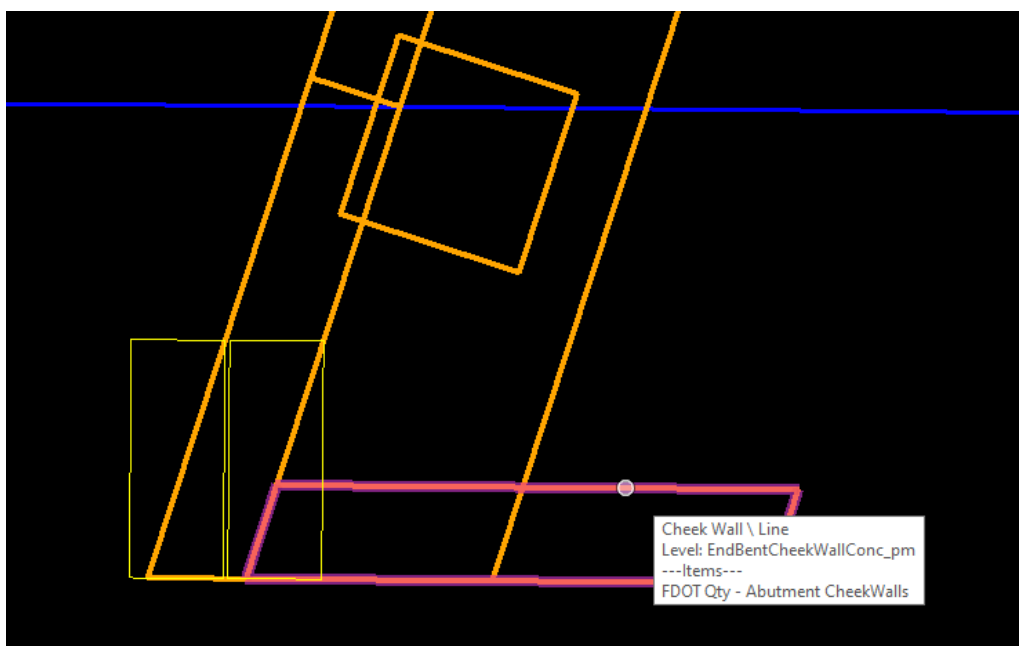 Cheek Wall \ Line
Level: EndBentCheekWallConc_pm
---Items---
FDOT Qty - Abutment CheekWalls